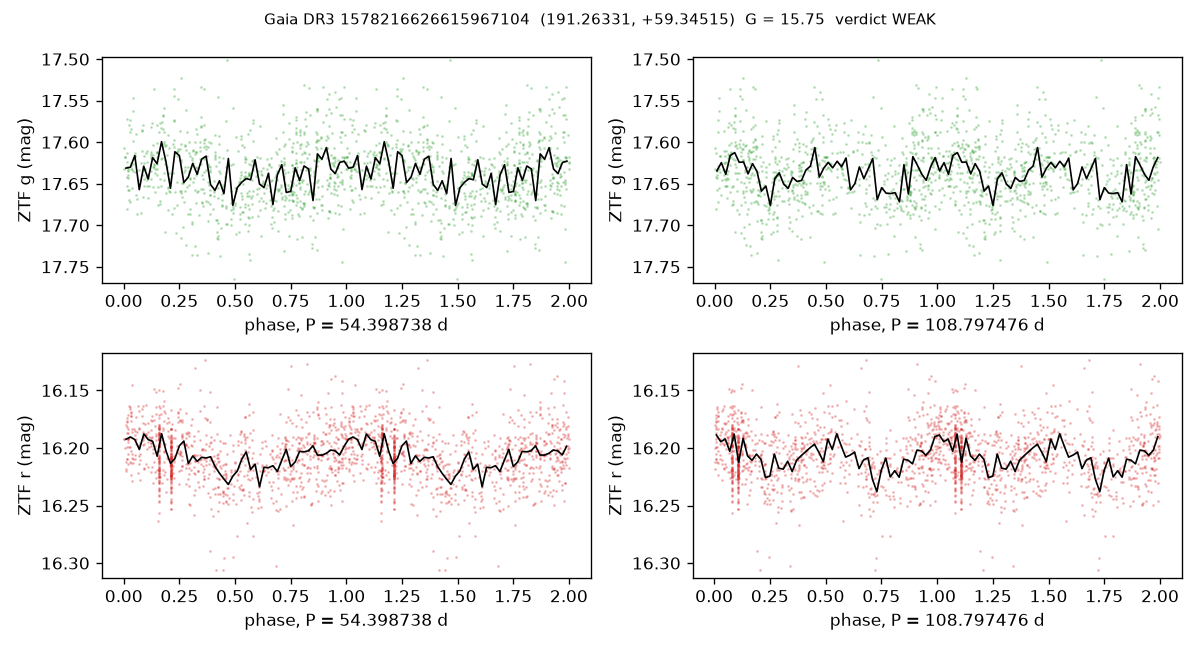 Gaia DR3 1578216626615967104 (191.26331, +59.34515) G = 15.75 verdict WEAK
ZTF g (mag)
17.50
17.55
17.60
17.65
17.70
17.75
0.00 0.25 0.50 0.75 1.00 1.25 1.50 1.75 2.00
phase, P = 54.398738 d
ZTF g (mag)
17.50
17.55
17.60
17.65
17.70
17.75
0.00 0.25 0.50 0.75 1.00 1.25 1.50 1.75 2.00
phase, P = 108.797476 d
ZTF r (mag)
16.15
16.20
16.25
16.30
0.00 0.25 0.50 0.75 1.00 1.25 1.50 1.75 2.00
phase, P = 54.398738 d
ZTF r (mag)
16.15
16.20
16.25
16.30
0.00 0.25 0.50 0.75 1.00 1.25 1.50 1.75 2.00
phase, P = 108.797476 d